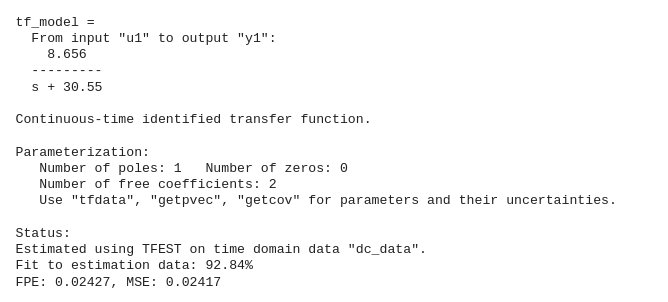 tf_model =
From input "u1" to output "y1":
8.656
---------
s + 30.55
Continuous-time identified transfer function.
Parameterization:
Number of poles: 1   Number of zeros: 0
Number of free coefficients: 2
Use "tfdata", "getpvec", "getcov" for parameters and their uncertainties.
Status:
Estimated using TFEST on time domain data "dc_data".
Fit to estimation data: 92.84%
FPE: 0.02427, MSE: 0.02417